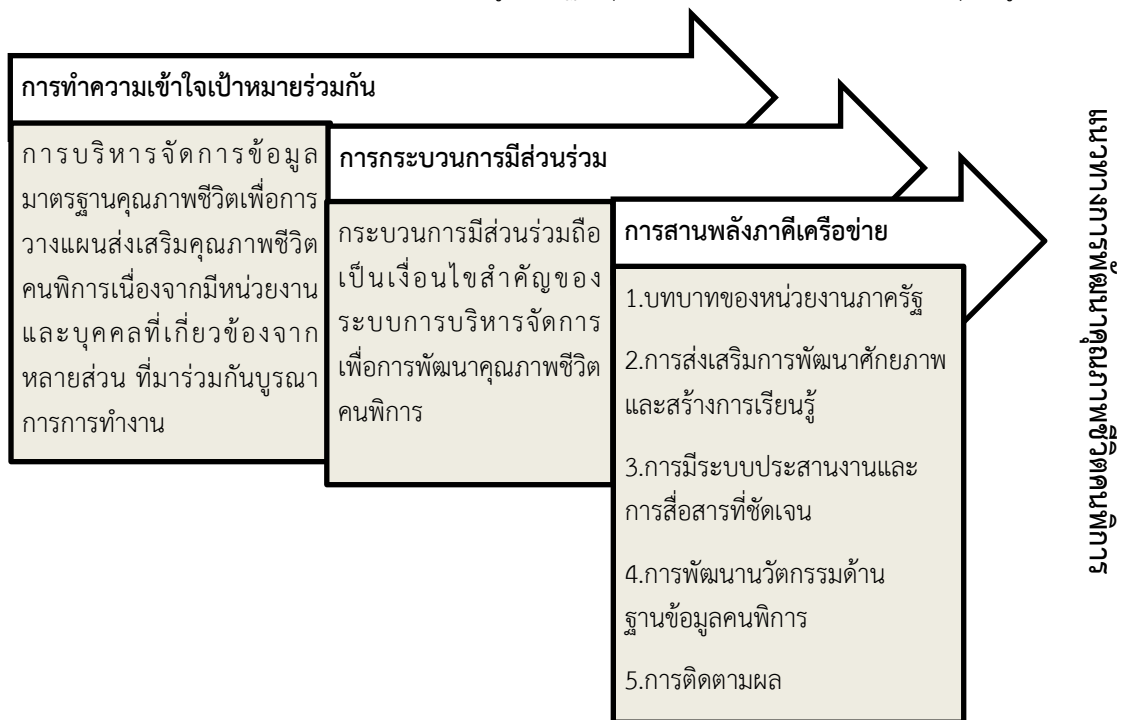 การทำความเข้าใจเป้าหมายร่วมกัน
การบริหารจัดการข้อมูล
มาตรฐานคุณภาพชีวิตเพื่อการ
วางแผนส่งเสริมคุณภาพชีวิต
คนพิการเนื่องจากมีหน่วยงาน
และบุคคลที่เกี่ยวข้องจาก
หลายส่วน ที่มาร่วมกันบูรณา
การการทำงาน
การกระบวนการมีส่วนร่วม
กระบวนการมีส่วนร่วมถือ
เป็นเงื่อนไขสำคัญของ
ระบบการบริหารจัดการ
เพื่อการพัฒนาคุณภาพชีวิต
คนพิการ
การสานพลังภาคีเครือข่าย
1.บทบาทของหน่วยงานภาครัฐ
2.การส่งเสริมการพัฒนาศักยภาพ
และสร้างการเรียนรู้
3.การมีระบบประสานงานและ
การสื่อสารที่ชัดเจน
4.การพัฒนานวัตกรรมด้าน
ฐานข้อมูลคนพิการ
5.การติดตามผล
แนวทางการพัฒนาคุณภาพชีวิตคนพิการ